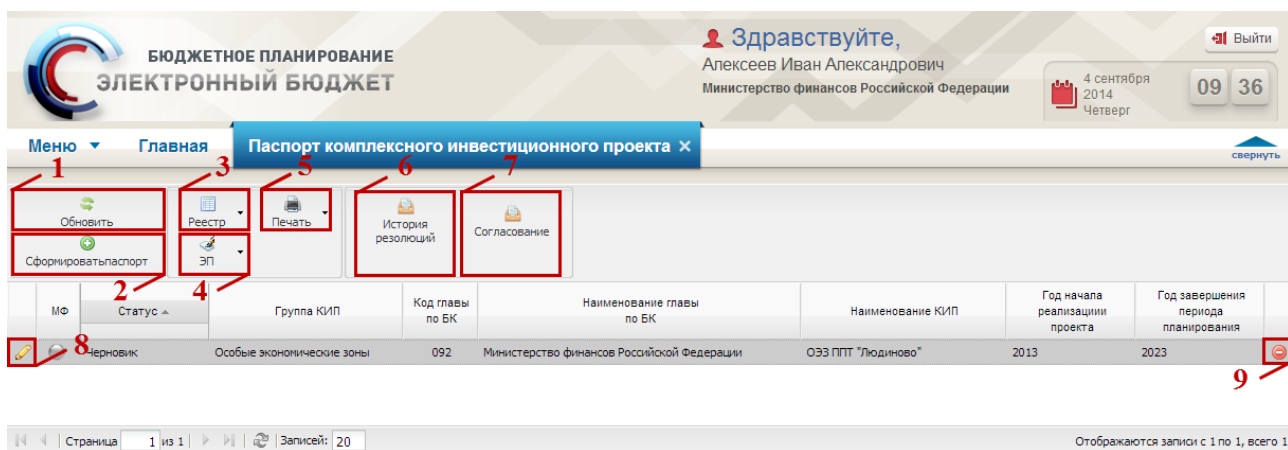 БЮДЖЕТНОЕ ПЛАНИРОВАНИЕ
ЭЛЕКТРОННЫЙ БЮДЖЕТ
Здравствуйте,
Алексеев Иван Александрович
Министерство финансов Российской Федерации
4 сентября
2014
Четверг
09 36
Выйти
Меню Главная Паспорт комплексного инвестиционного проекта ×
свернуть
1 3 5 6 7
Обновить
Реестр
Печать
История
резолюций
Согласование
Сформироватьпаспорт
ЭП
2 4
МФ
Статус
Группа КИП
Код главы
по БК
Наименование главы
по БК
Наименование КИП
Год начала
реализациии
проекта
Год завершения
периода
планирования
8 Черновик Особые экономические зоны 092 Министерство финансов Российской Федерации ОЭЗ ППТ "Людиново" 2013 2023
9
Страница 1 из 1 Записей: 20 Отображаются записи с 1 по 1, всего 1